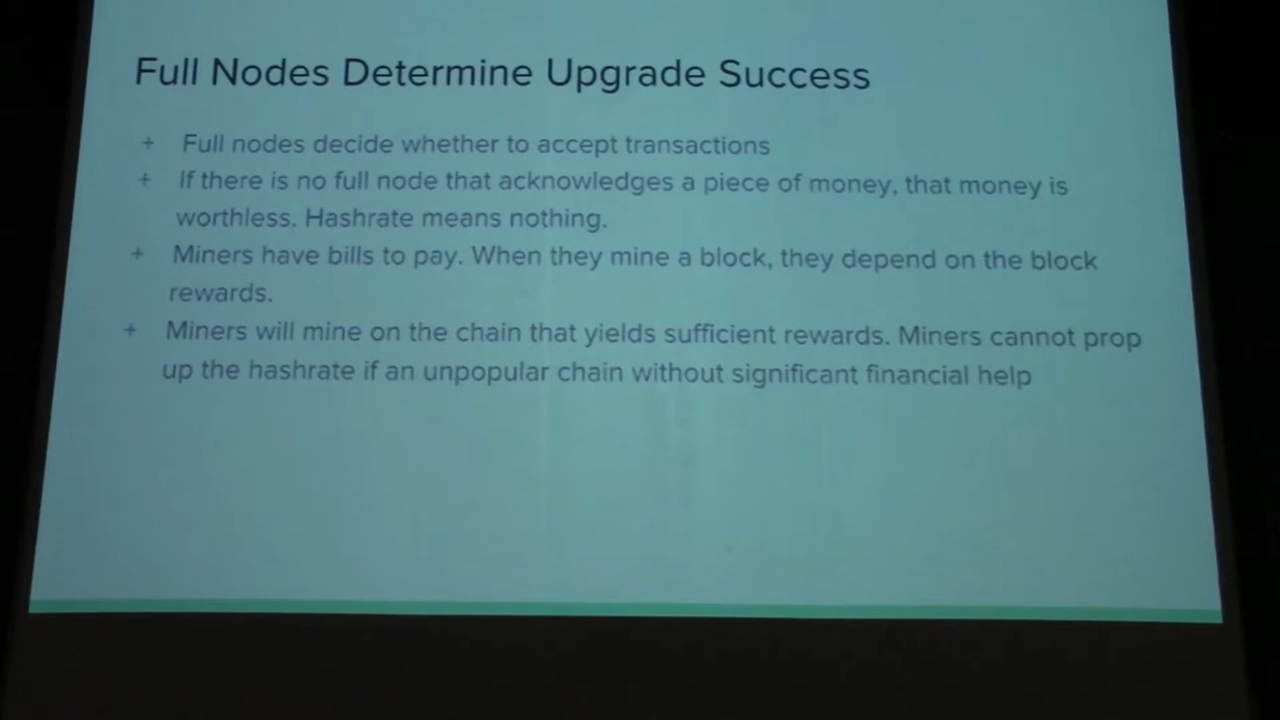 Full Nodes Determine Upgrade Success
+ Full nodes decide whether to accept transactions
+ If there is no full node that acknowledges a piece of money, that money is
worthless. Hashrate means nothing.
+ Miners have bills to pay. When they mine a block, they depend on the block
rewards.
+ Miners will mine on the chain that yields sufficient rewards. Miners cannot prop
up the hashrate if an unpopular chain without significant financial help